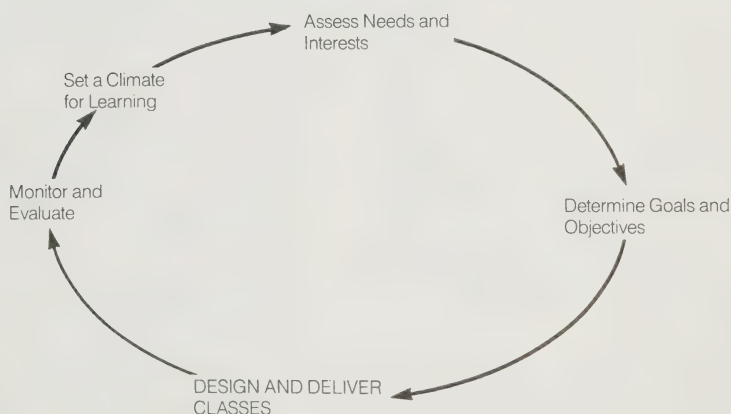 Assess Needs and
Interests
Set a Climate
for Learning
Monitor and
Evaluate
Determine Goals and
Objectives
DESIGN AND DELIVER
CLASSES